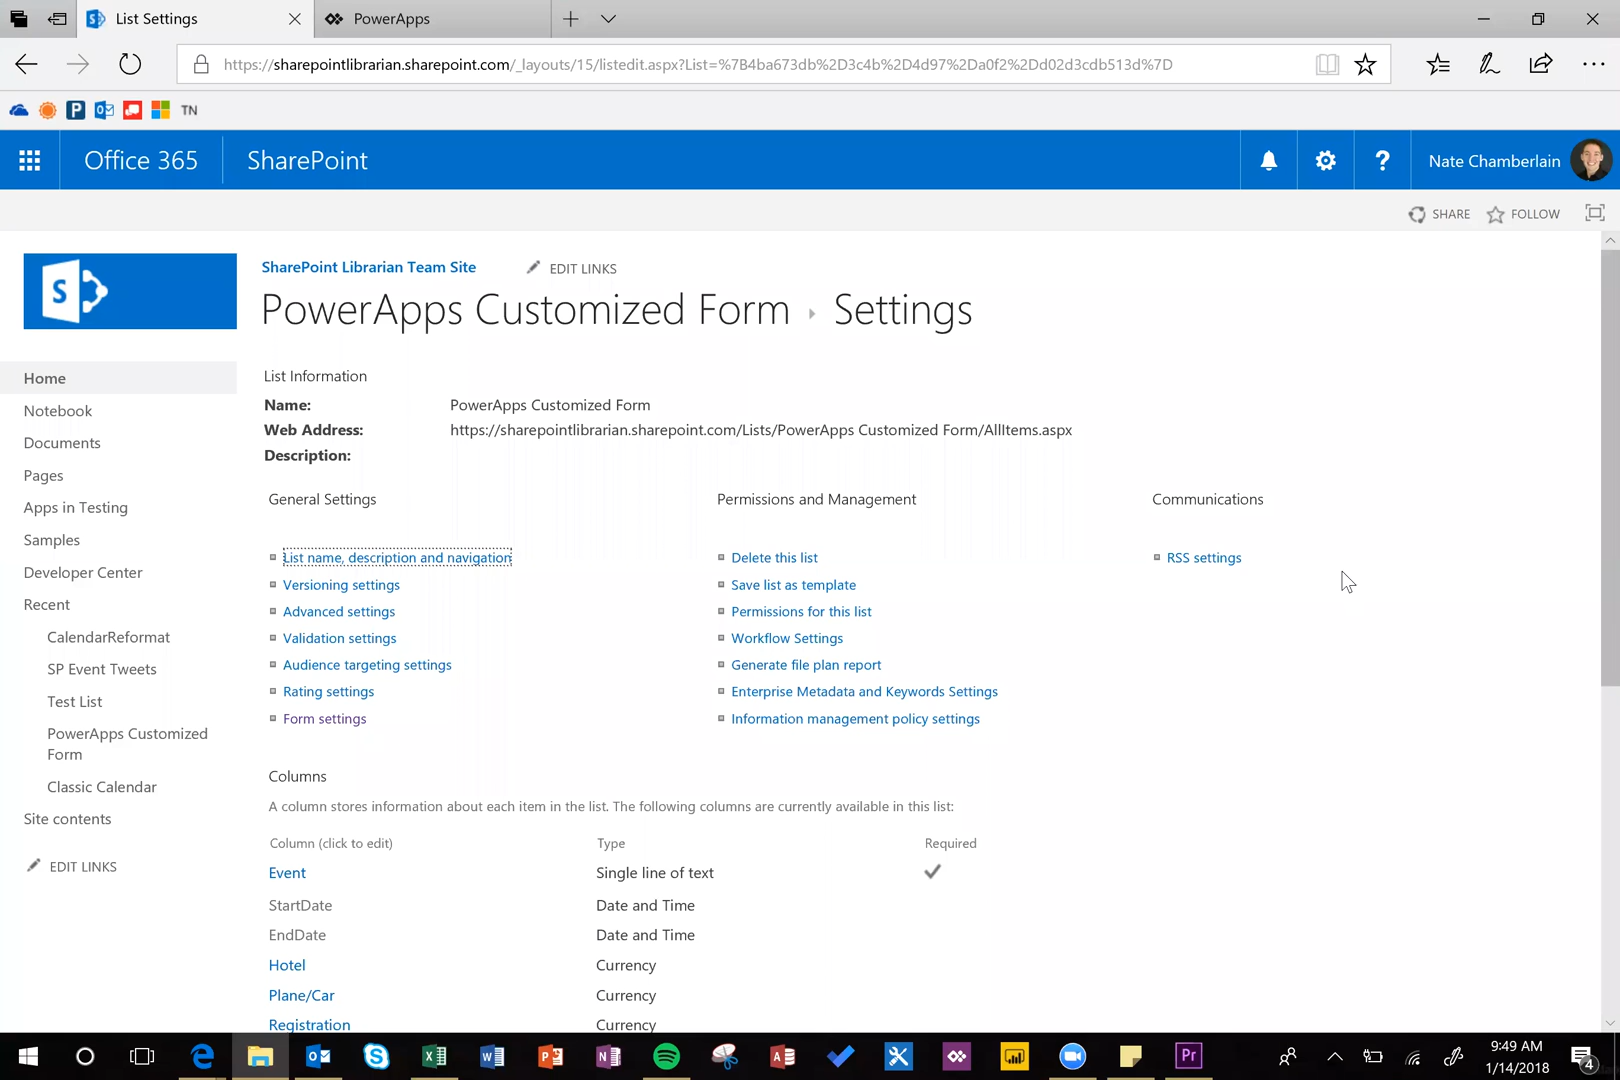 List Settings
PowerApps
https://sharepointlibrarian.sharepoint.com/_layouts/15/listedit.aspx?List=%7B4ba673db%2D3c4b%2D4d97%2Da0f2%2Dd02d3cdb513d%7D
P
TN
Office 365
SharePoint
?
Nate Chamberlain
SHARE
FOLLOW
S
SharePoint Librarian Team Site
EDIT LINKS
PowerApps Customized Form
Settings
Home
Notebook
Documents
Pages
Apps in Testing
Samples
Developer Center
Recent
CalendarReformat
SP Event Tweets
Test List
PowerApps Customized
Form
Classic Calendar
Site contents
EDIT LINKS
List Information
Name: PowerApps Customized Form
Web Address: https://sharepointlibrarian.sharepoint.com/Lists/PowerApps Customized Form/AllItems.aspx
Description:
General Settings
List name, description and navigation
Versioning settings
Advanced settings
Validation settings
Audience targeting settings
Rating settings
Form settings
Permissions and Management
Delete this list
Save list as template
Permissions for this list
Workflow Settings
Generate file plan report
Enterprise Metadata and Keywords Settings
Information management policy settings
Communications
RSS settings
Columns
A column stores information about each item in the list. The following columns are currently available in this list:
Column (click to edit) Type Required
Event Single line of text
StartDate Date and Time
EndDate Date and Time
Hotel Currency
Plane/Car Currency
Registration Currency
Pr
9:49 AM
1/14/2018
4